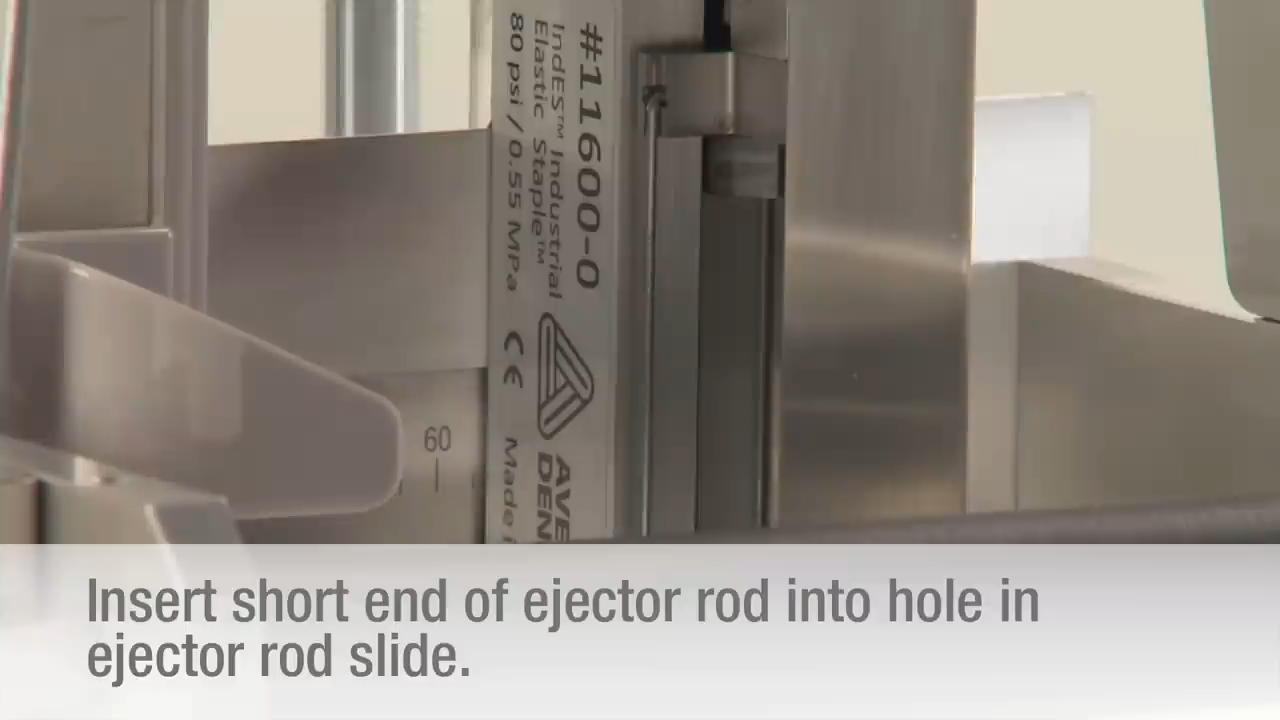 #11600-0
IndES™ Industrial
Elastic Staple™
80 psi / 0.55 MPa
CE
Made
60
Insert short end of ejector rod into hole in
ejector rod slide.